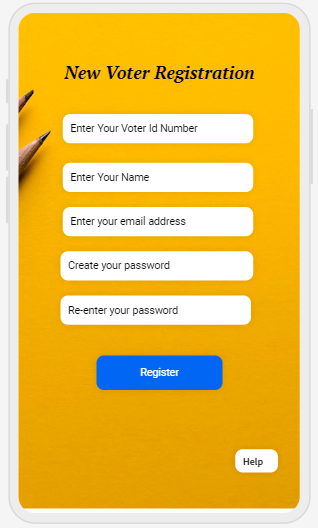 New Voter Registration
Enter Your Voter Id Number
Enter Your Name
Enter your email address
Create your password
Re-enter your password
Register
Help